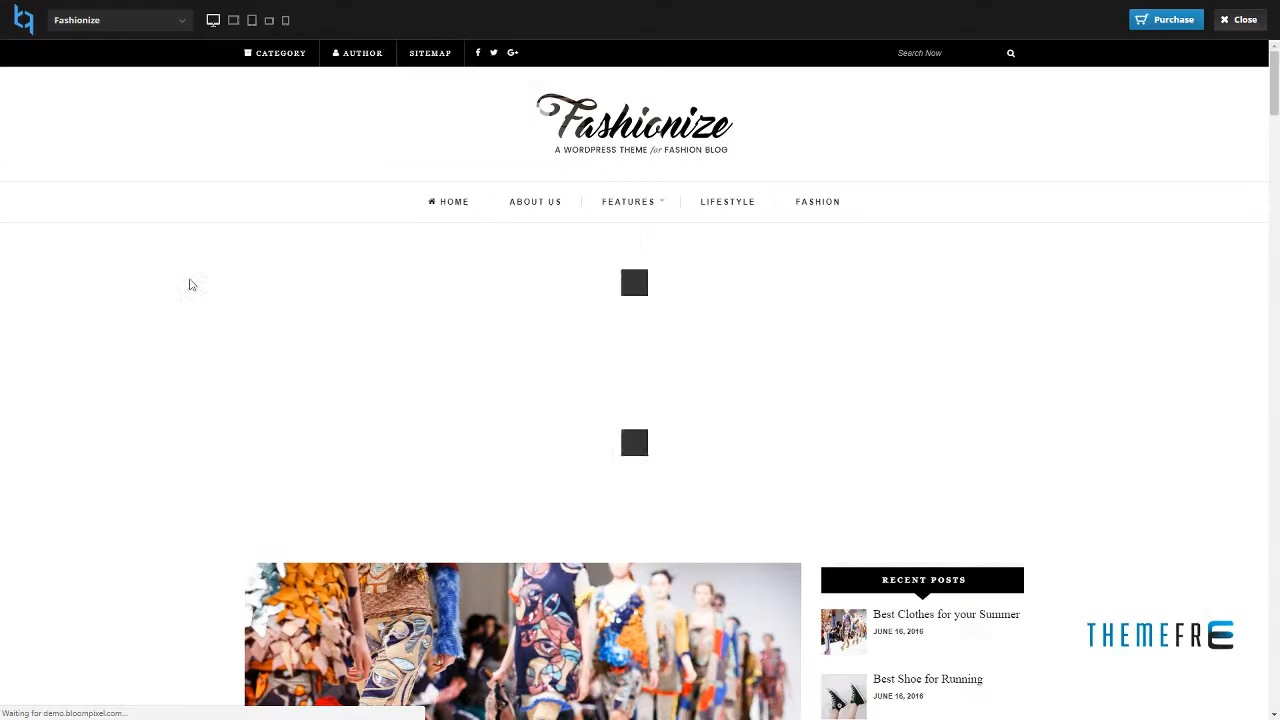 Fashionize
Purchase
Close
CATEGORY
AUTHOR
SITEMAP
Search Now
Fashionize
A WORDPRESS THEME for FASHION BLOG
HOME
ABOUT US
FEATURES
LIFESTYLE
FASHION
RECENT POSTS
Best Clothes for your Summer
JUNE 16, 2016
Best Shoe for Running
JUNE 16, 2016
THEMEFRE
Waiting for demo.bloompixel.com...